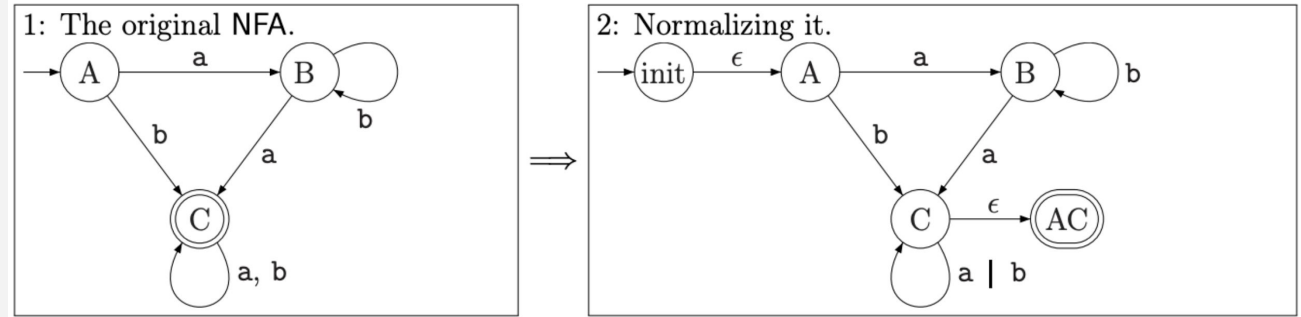 1: The original NFA.
A
a
B
b
b
a
C
a, b
⟹
2: Normalizing it.
init
ϵ
A
a
B
b
b
a
C
ϵ
AC
a | b